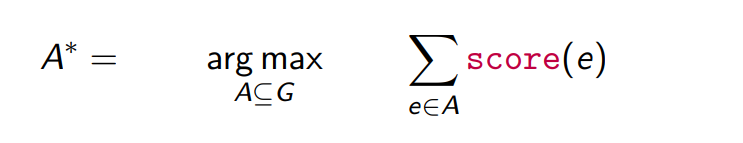 A* = arg max ∑ score(e)
A⊆G e∈A